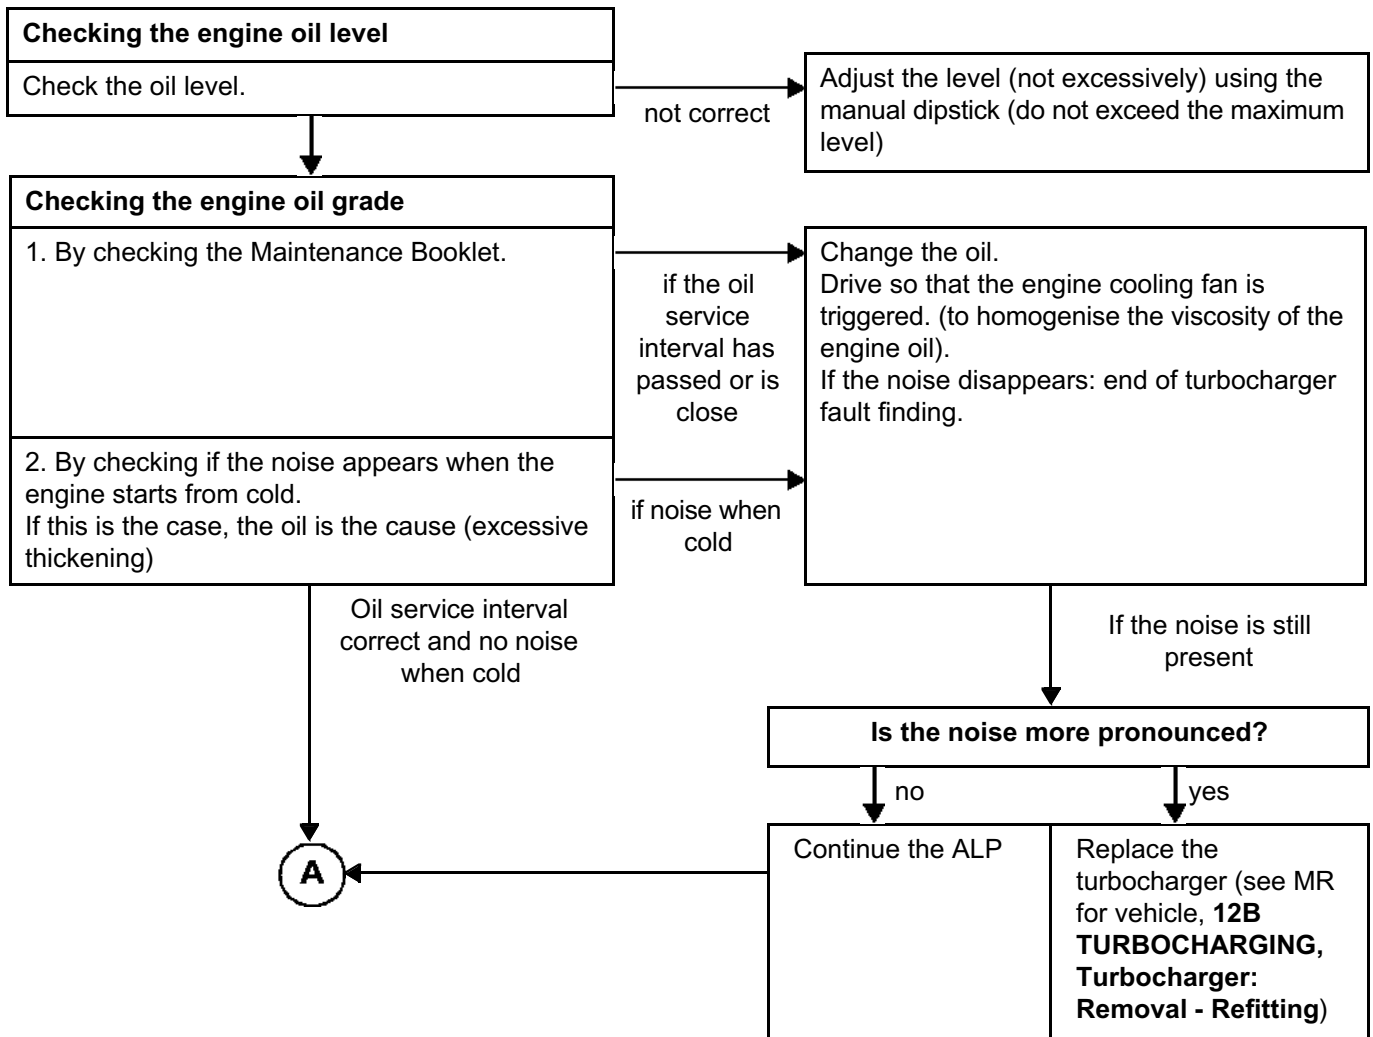 Checking the engine oil level
Check the oil level.
not correct
Adjust the level (not excessively) using the
manual dipstick (do not exceed the maximum
level)
Checking the engine oil grade
1. By checking the Maintenance Booklet.
if the oil
service
interval has
passed or is
close
Change the oil.
Drive so that the engine cooling fan is
triggered. (to homogenise the viscosity of the
engine oil).
If the noise disappears: end of turbocharger
fault finding.
2. By checking if the noise appears when the
engine starts from cold.
If this is the case, the oil is the cause (excessive
thickening)
if noise when
cold
Oil service interval
correct and no noise
when cold
If the noise is still
present
Is the noise more pronounced?
no
yes
A
Continue the ALP
Replace the
turbocharger (see MR
for vehicle, 12B
TURBOCHARGING,
Turbocharger:
Removal - Refitting)